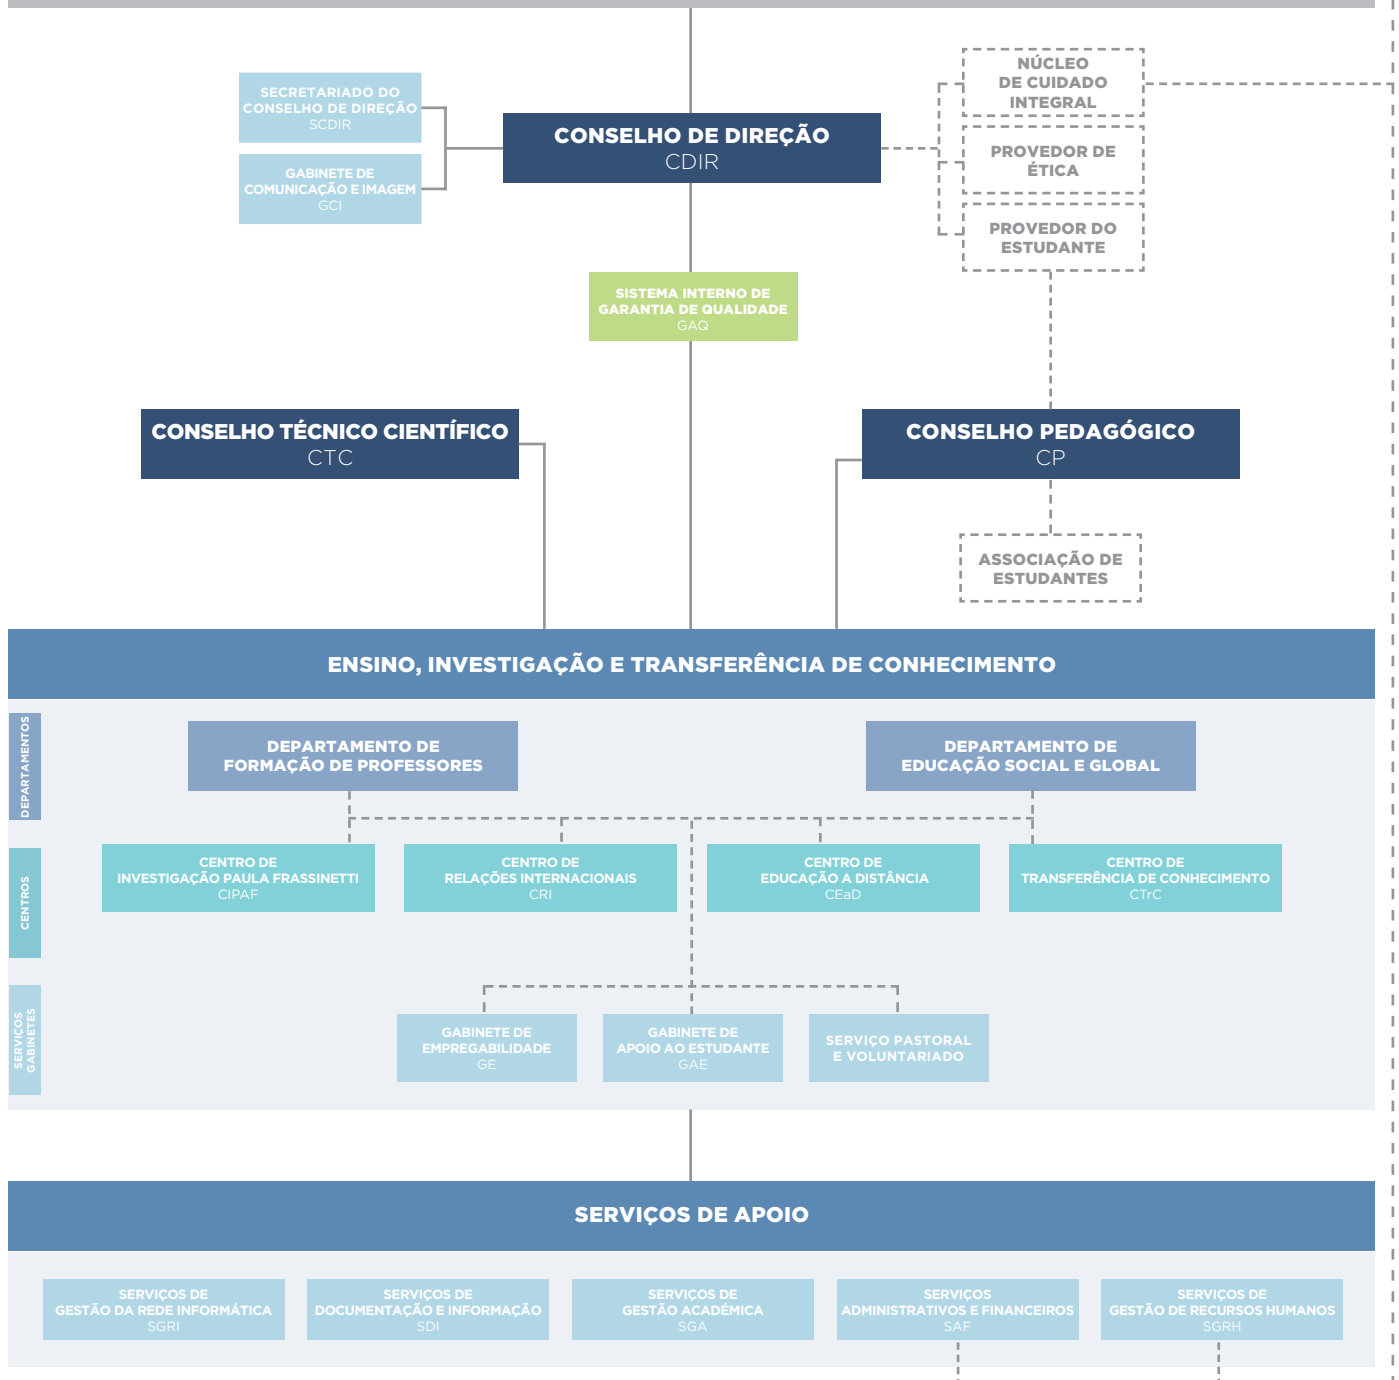 SECRETARIADO DO
CONSELHO DE DIREÇÃO
SCDIR
GABINETE DE
COMUNICAÇÃO E IMAGEM
GCI
CONSELHO DE DIREÇÃO
CDIR
NÚCLEO
DE CUIDADO
INTEGRAL
PROVEDOR DE
ÉTICA
PROVEDOR DO
ESTUDANTE
SISTEMA INTERNO DE
GARANTIA DE QUALIDADE
GAQ
CONSELHO TÉCNICO CIENTÍFICO
CTC
CONSELHO PEDAGÓGICO
CP
ASSOCIAÇÃO DE
ESTUDANTES
ENSINO, INVESTIGAÇÃO E TRANSFERÊNCIA DE CONHECIMENTO
DEPARTAMENTOS
DEPARTAMENTO DE
FORMAÇÃO DE PROFESSORES
DEPARTAMENTO DE
EDUCAÇÃO SOCIAL E GLOBAL
CENTROS
CENTRO DE
INVESTIGAÇÃO PAULA FRASSINETTI
CIPAF
CENTRO DE
RELAÇÕES INTERNACIONAIS
CRI
CENTRO DE
EDUCAÇÃO A DISTÂNCIA
CEaD
CENTRO DE
TRANSFERÊNCIA DE CONHECIMENTO
CTrC
SERVIÇOS
GABINETES
GABINETE DE
EMPREGABILIDADE
GE
GABINETE DE
APOIO AO ESTUDANTE
GAE
SERVIÇO PASTORAL
E VOLUNTARIADO
SERVIÇOS DE APOIO
SERVIÇOS DE
GESTÃO DA REDE INFORMÁTICA
SGRI
SERVIÇOS DE
DOCUMENTAÇÃO E INFORMAÇÃO
SDI
SERVIÇOS DE
GESTÃO ACADÉMICA
SGA
SERVIÇOS
ADMINISTRATIVOS E FINANCEIROS
SAF
SERVIÇOS DE
GESTÃO DE RECURSOS HUMANOS
SGRH